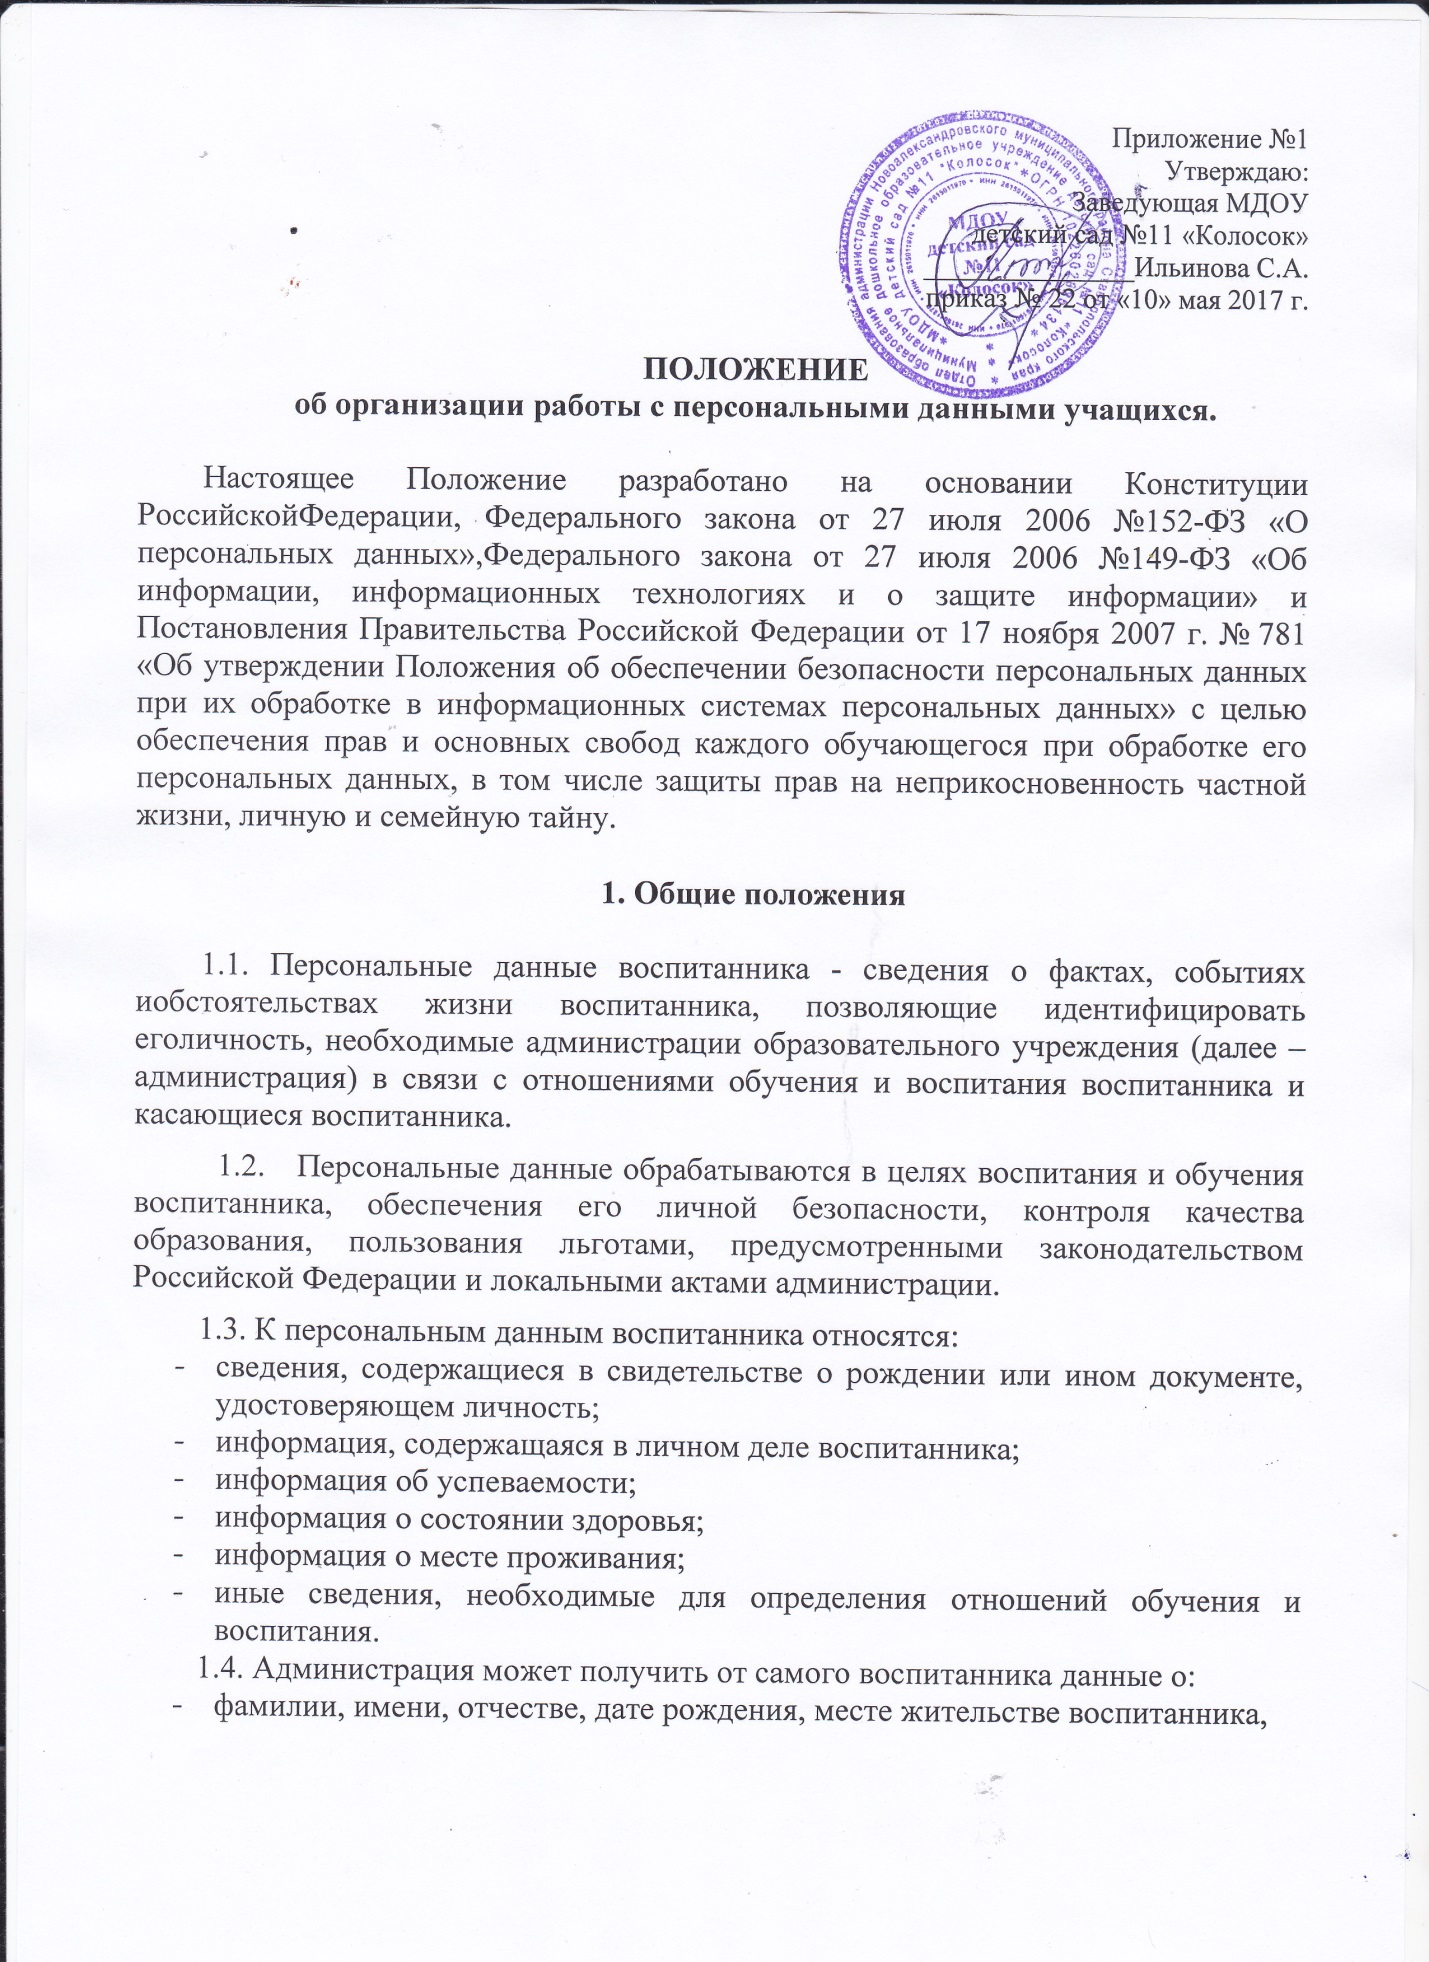 Приложение №1
Утверждаю:
Заведующая МДОУ
детский сад №11 «Колосок»
Ильинова С.А.
приказ № 22 от «10» мая 2017 г.
МДОУ
детский сад
№11
«Колосок»
ПОЛОЖЕНИЕ
об организации работы с персональными данными учащихся.
Настоящее Положение разработано на основании Конституции
РоссийскойФедерации, Федерального закона от 27 июля 2006 №152-ФЗ «О
персональных данных»,Федерального закона от 27 июля 2006 №149-ФЗ «Об
информации, информационных технологиях и о защите информации» и
Постановления Правительства Российской Федерации от 17 ноября 2007 г. № 781
«Об утверждении Положения об обеспечении безопасности персональных данных
при их обработке в информационных системах персональных данных» с целью
обеспечения прав и основных свобод каждого обучающегося при обработке его
персональных данных, в том числе защиты прав на неприкосновенность частной
жизни, личную и семейную тайну.
1. Общие положения
1.1. Персональные данные воспитанника - сведения о фактах, событиях
иобстоятельствах жизни воспитанника, позволяющие идентифицировать
еголичность, необходимые администрации образовательного учреждения (далее –
администрация) в связи с отношениями обучения и воспитания воспитанника и
касающиеся воспитанника.
1.2. Персональные данные обрабатываются в целях воспитания и обучения
воспитанника, обеспечения его личной безопасности, контроля качества
образования, пользования льготами, предусмотренными законодательством
Российской Федерации и локальными актами администрации.
1.3. К персональным данным воспитанника относятся:
- сведения, содержащиеся в свидетельстве о рождении или ином документе,
удостоверяющем личность;
- информация, содержащаяся в личном деле воспитанника;
- информация об успеваемости;
- информация о состоянии здоровья;
- информация о месте проживания;
- иные сведения, необходимые для определения отношений обучения и
воспитания.
1.4. Администрация может получить от самого воспитанника данные о:
- фамилии, имени, отчестве, дате рождения, месте жительстве воспитанника,